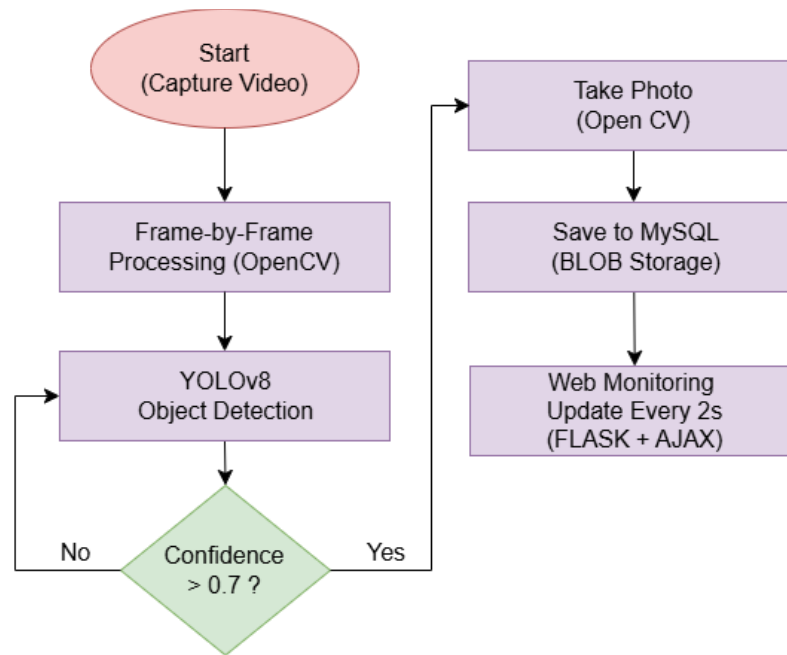 Start
(Capture Video)
Frame-by-Frame
Processing (OpenCV)
YOLOv8
Object Detection
No
Confidence
> 0.7 ?
Yes
Take Photo
(Open CV)
Save to MySQL
(BLOB Storage)
Web Monitoring
Update Every 2s
(FLASK + AJAX)